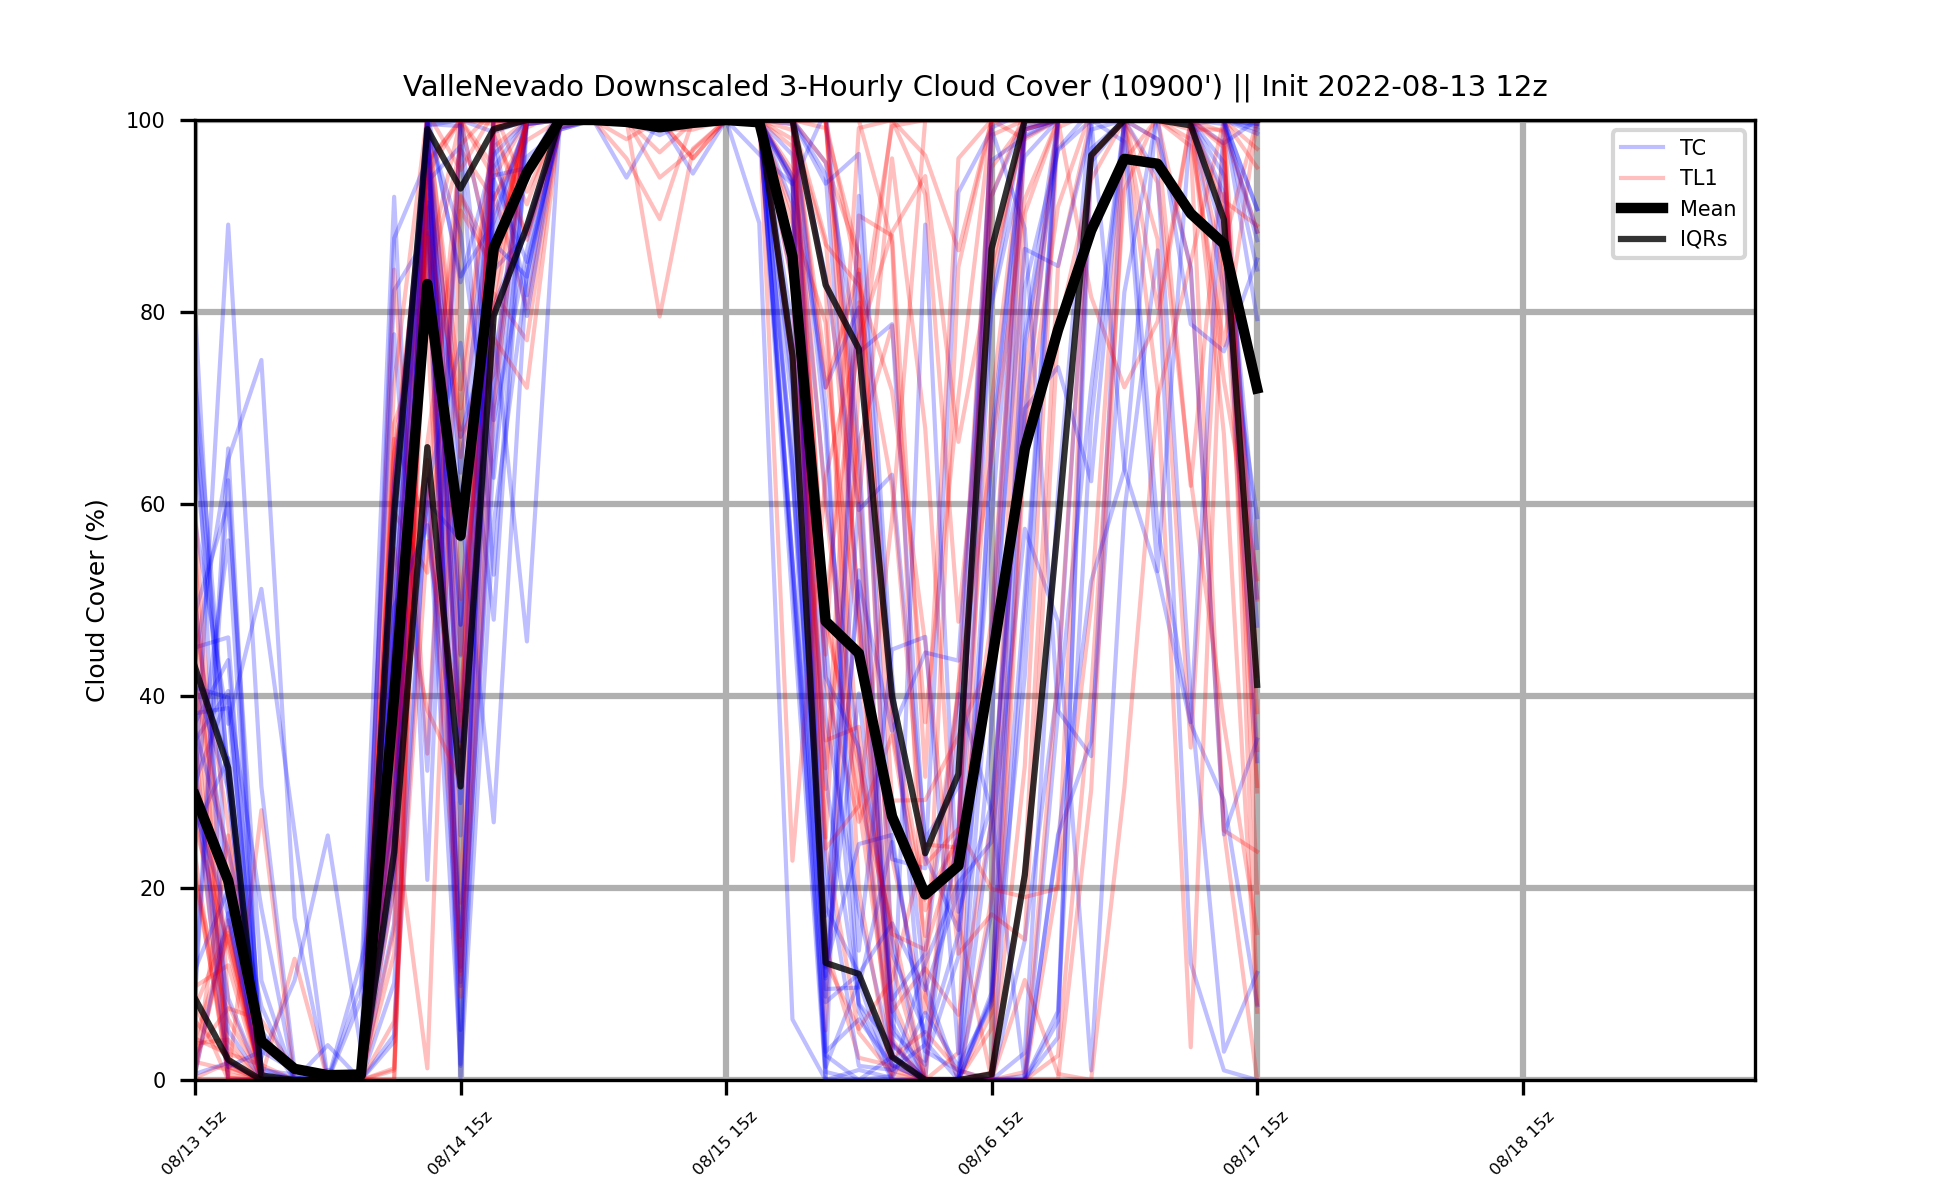 ValleNevado Downscaled 3-Hourly Cloud Cover (10900') || Init 2022-08-13 12z
TC
TL1
Mean
IQRs
Cloud Cover (%)
100
80
60
40
20
0
08/13 15z
08/14 15z
08/15 15z
08/16 15z
08/17 15z
08/18 15z